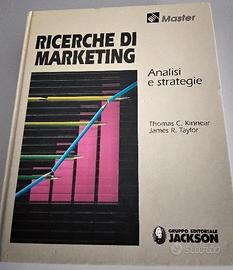 Master
RICERCHE DI
MARKETING
Analisi
e strategie
Thomas C. Kinnear
James R. Taylor
GRUPPO EDITORIALE
JACKSON